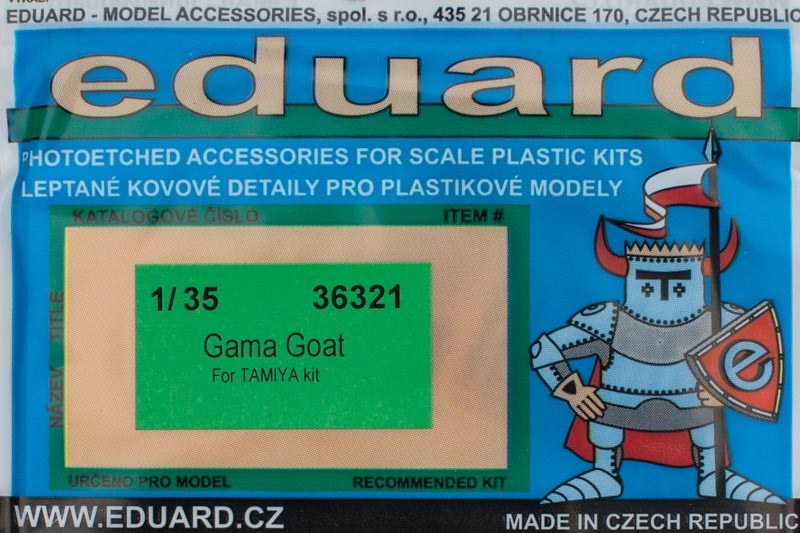 EDUARD - MODEL ACCESSORIES, spol. s r.o., 435 21 OBRNICE 170, CZECH REPUBLIC
eduard
PHOTOETCHED ACCESSORIES FOR SCALE PLASTIC KITS
LEPTANÉ KOVOVÉ DETAILY PRO PLASTIKOVÉ MODELY
KATALOGOVÉ ČÍSLO ITEM #
NÁZEV TITLE
1/35 36321
Gama Goat
For TAMIYA kit
e
URČENO PRO MODEL RECOMMENDED KIT
WWW.EDUARD.CZ MADE IN CZECH REPUBLIC